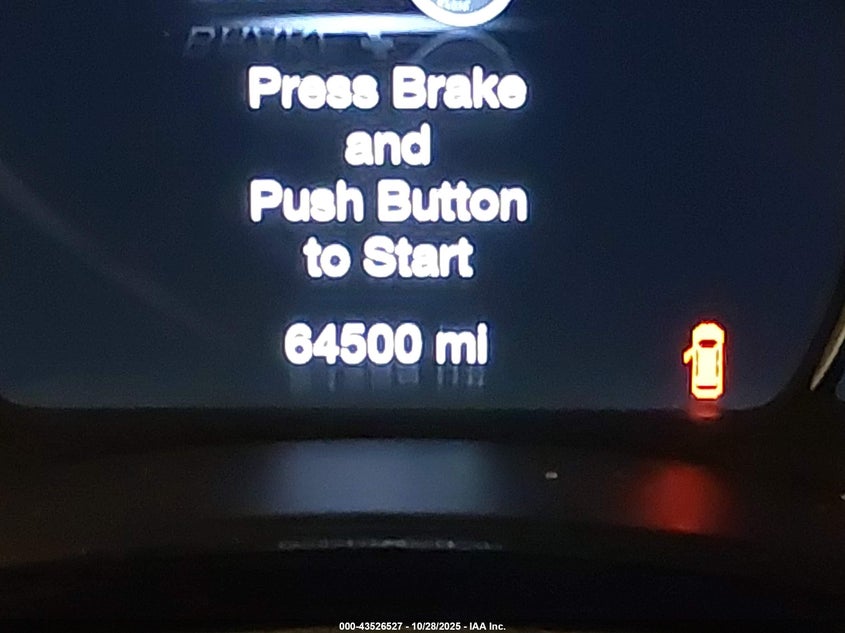 Press Brake
and
Push Button
to Start
64500 mi
000-43526527 - 10/28/2025 - IAA Inc.